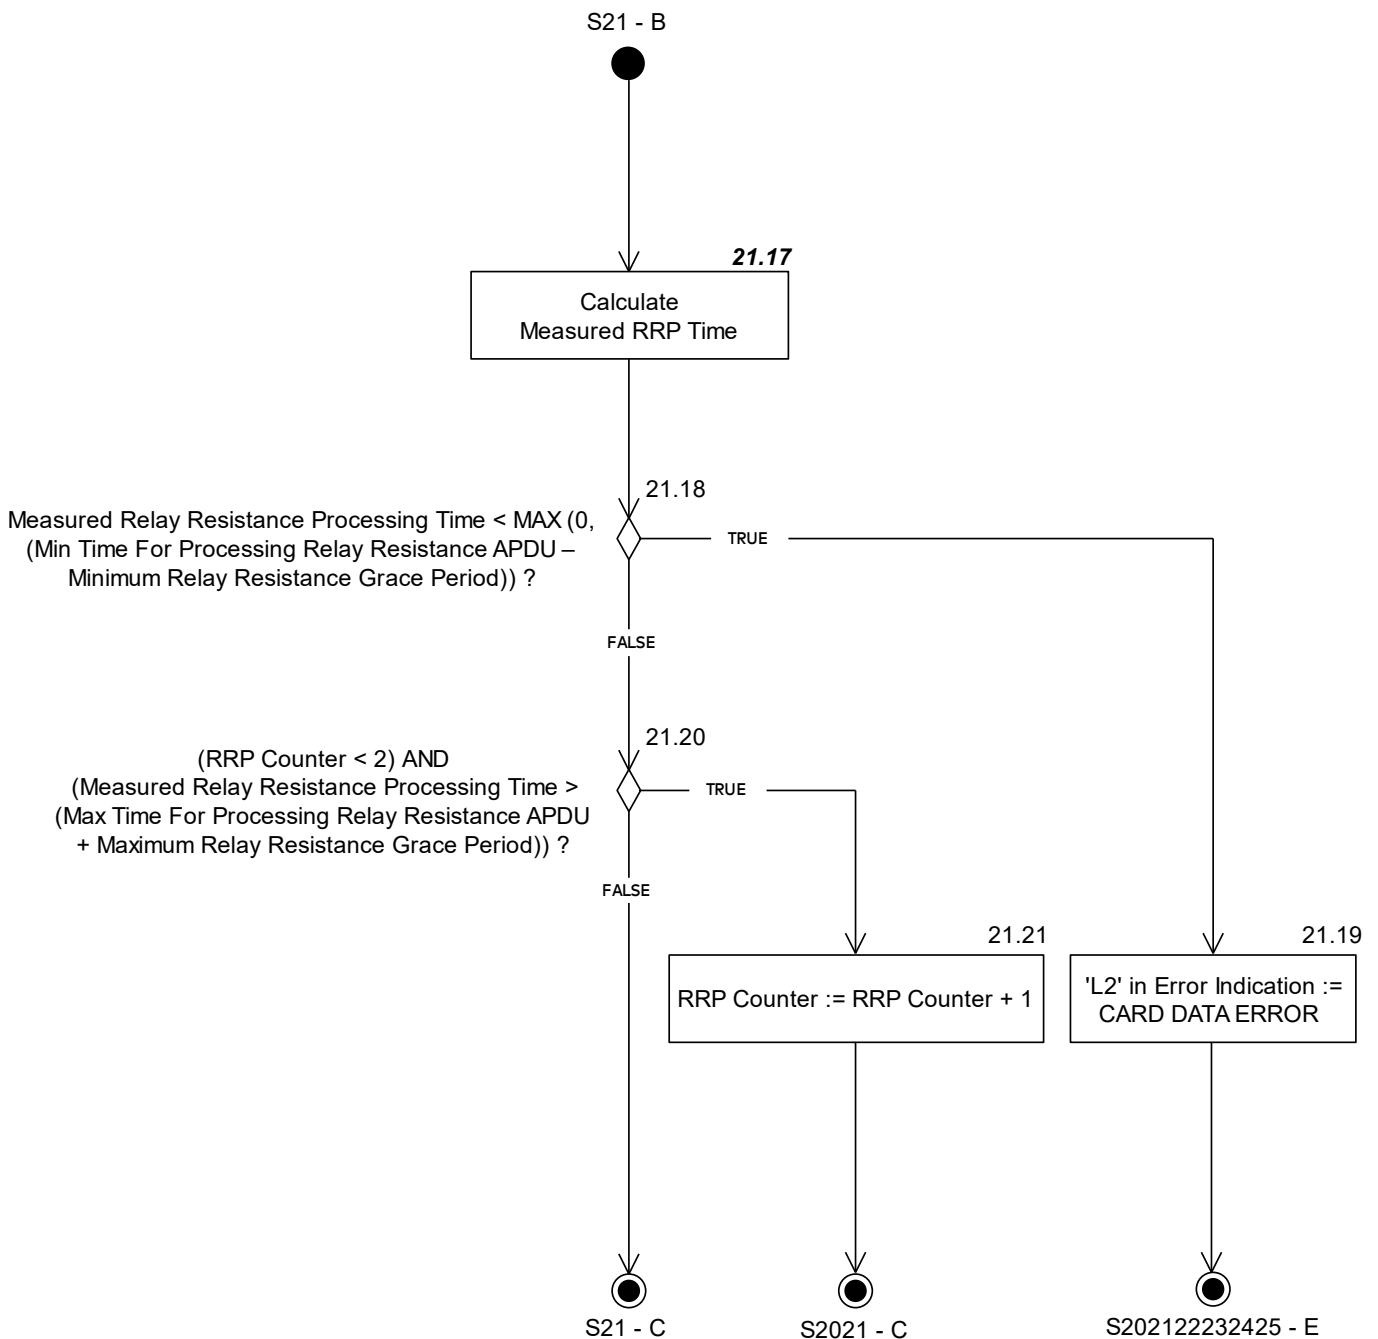 S21 - B
21.17
Calculate
Measured RRP Time
21.18
Measured Relay Resistance Processing Time < MAX (0,
(Min Time For Processing Relay Resistance APDU –
Minimum Relay Resistance Grace Period)) ?
TRUE
FALSE
21.20
(RRP Counter < 2) AND
(Measured Relay Resistance Processing Time >
(Max Time For Processing Relay Resistance APDU
+ Maximum Relay Resistance Grace Period)) ?
TRUE
FALSE
21.21
RRP Counter := RRP Counter + 1
21.19
'L2' in Error Indication :=
CARD DATA ERROR
S21 - C
S2021 - C
S202122232425 - E